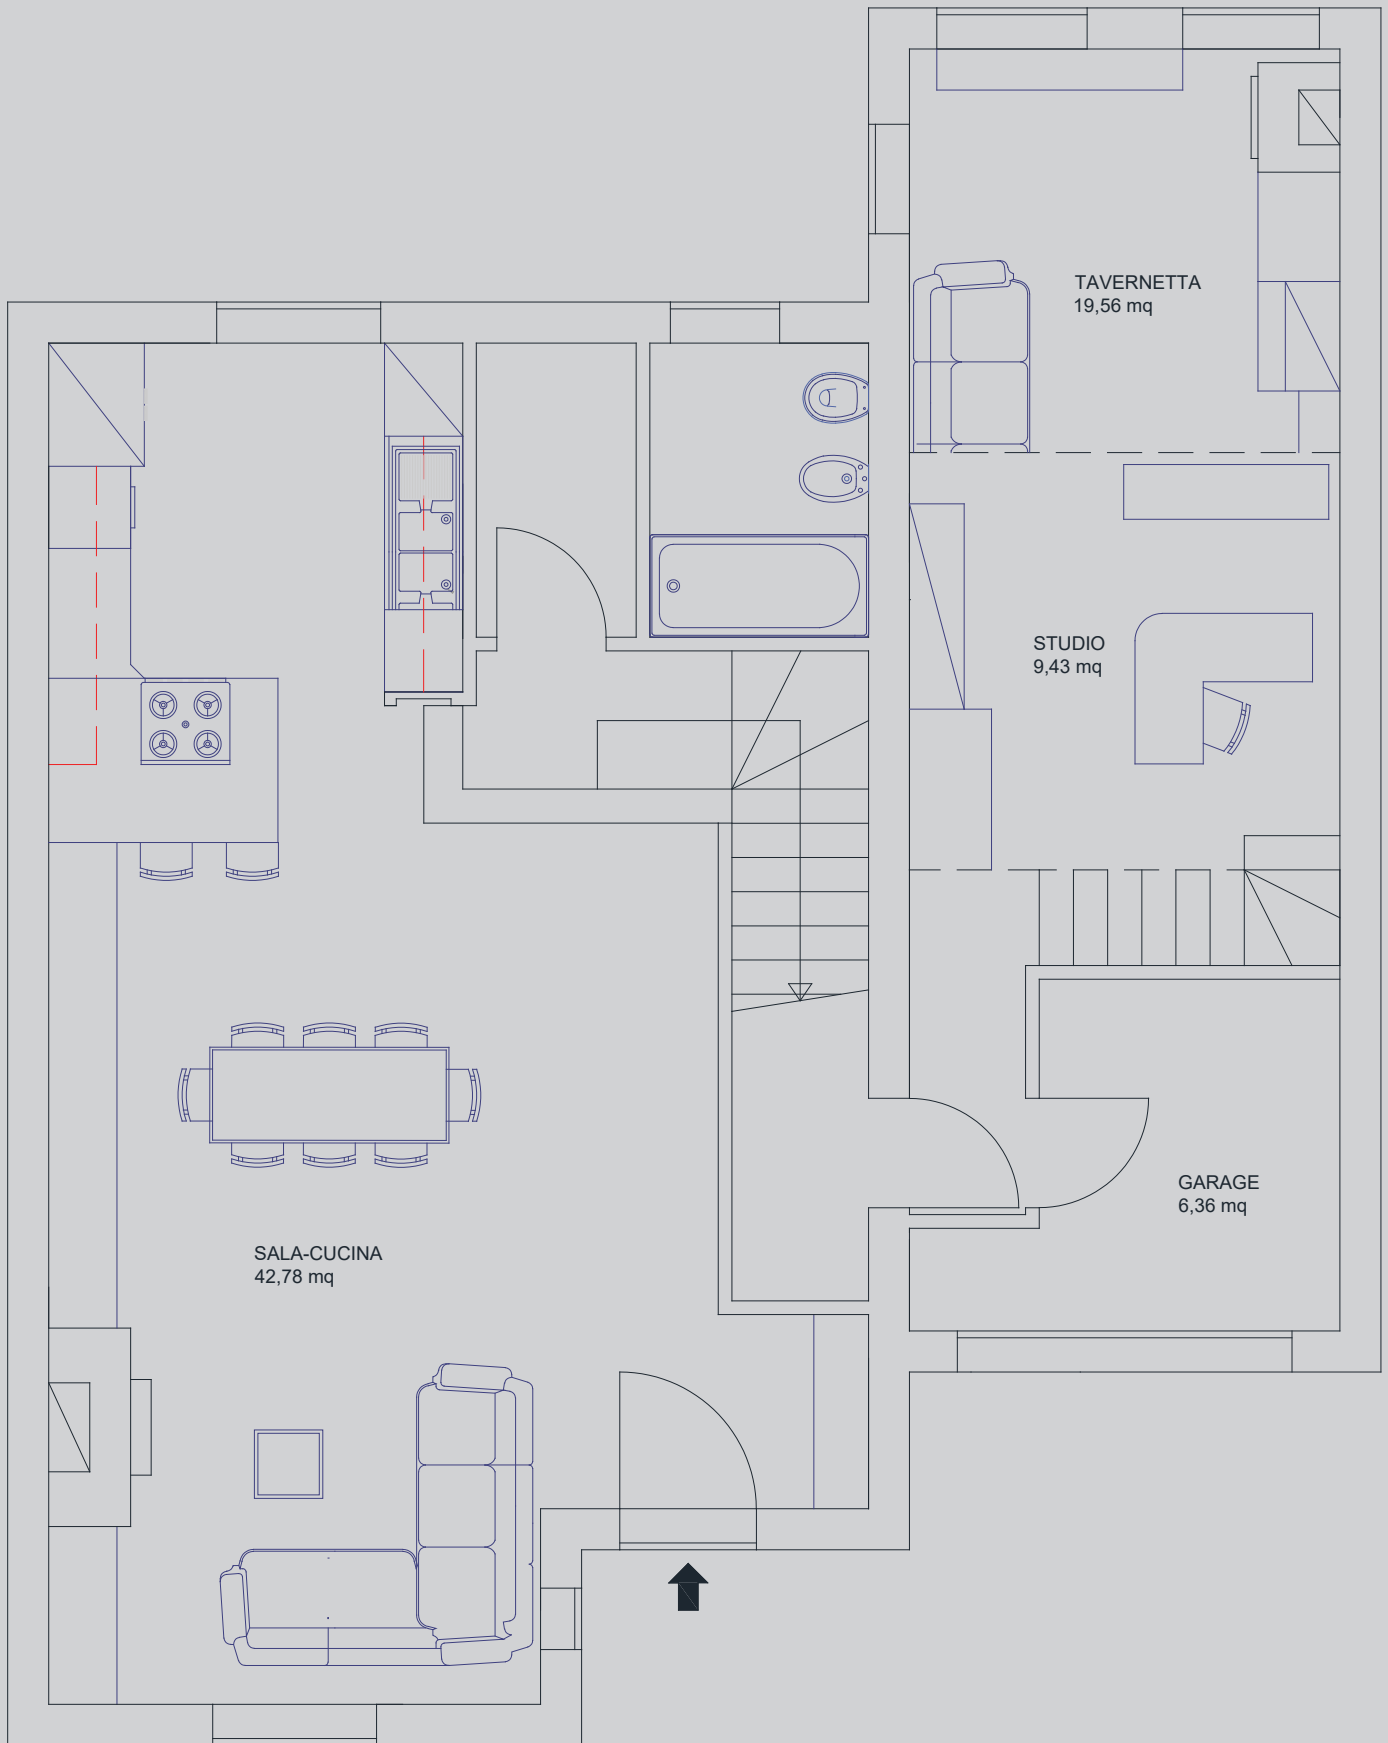 TAVERNETTA
19,56 mq
STUDIO
9,43 mq
GARAGE
6,36 mq
SALA-CUCINA
42,78 mq